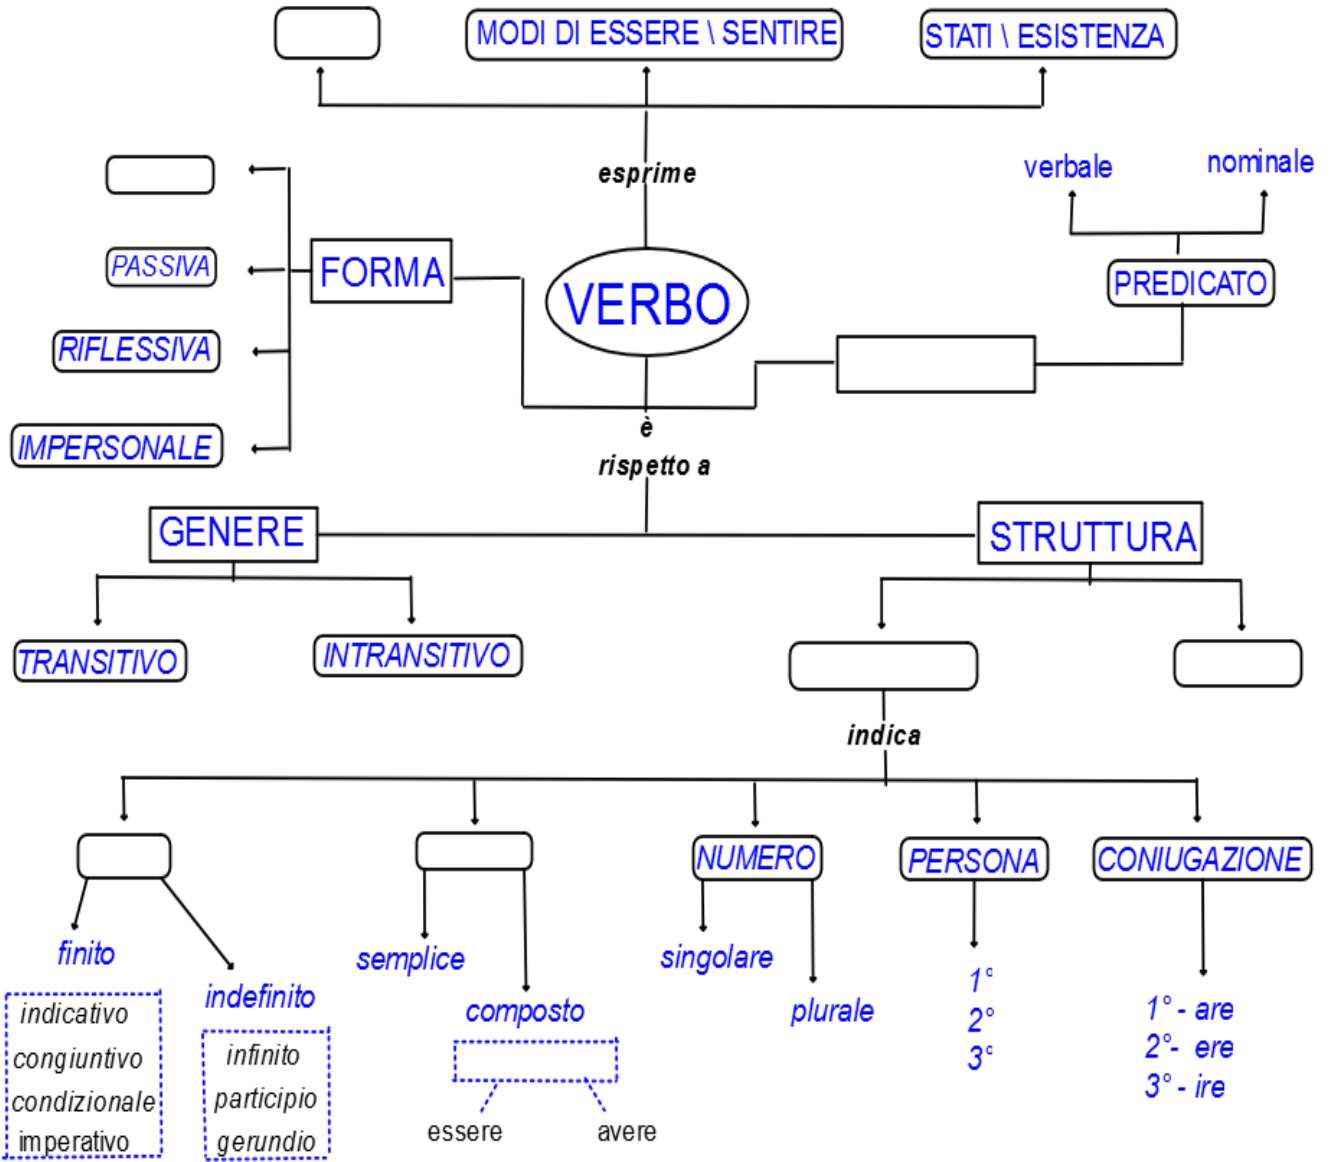 MODI DI ESSERE \ SENTIRE
STATI \ ESISTENZA
esprime
verbale
nominale
PASSIVA
FORMA
VERBO
PREDICATO
RIFLESSIVA
IMPERSONALE
è
rispetto a
GENERE
STRUTTURA
TRANSITIVO
INTRANSITIVO
indica
NUMERO
PERSONA
CONIUGAZIONE
finito
indefinito
semplice
composto
singolare
plurale
1°
2°
3°
1° - are
2°- ere
3° - ire
indicativo
congiuntivo
condizionale
imperativo
infinito
participio
gerundio
essere
avere